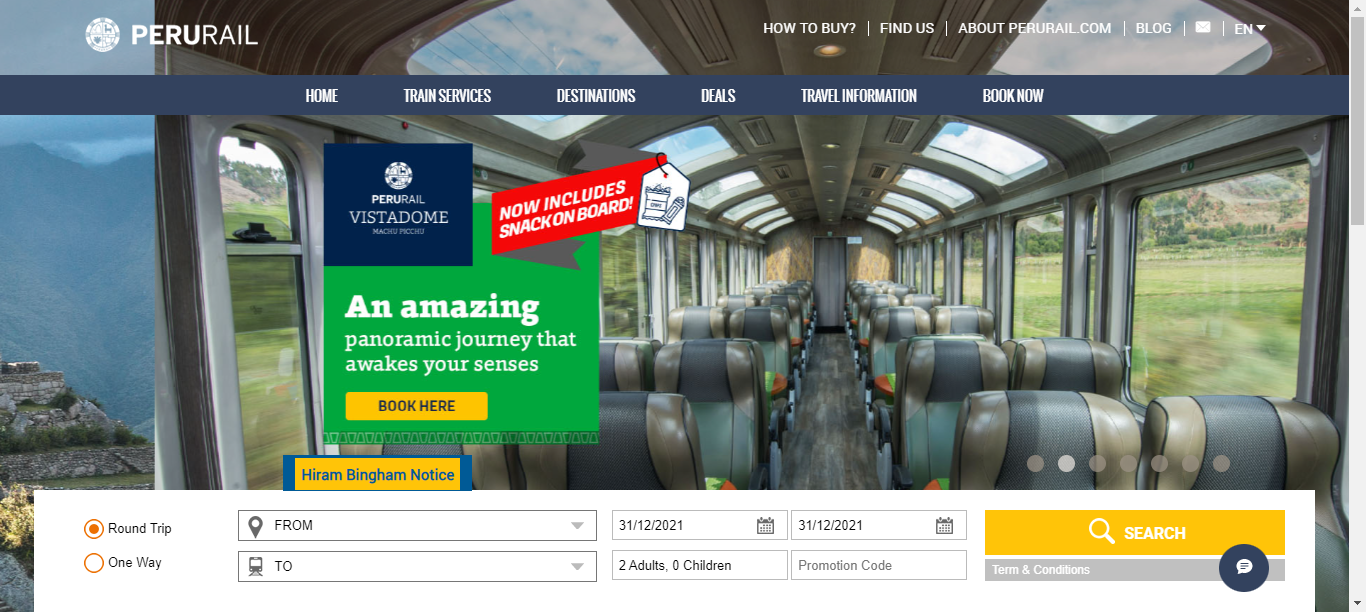 PERURAIL
HOW TO BUY?
FIND US
ABOUT PERURAIL.COM
BLOG
EN
HOME
TRAIN SERVICES
DESTINATIONS
DEALS
TRAVEL INFORMATION
BOOK NOW
PERURAIL
VISTADOME
MACHU PICCHU
NOW INCLUDES
SNACK ON BOARD!
An amazing
panoramic journey that
awakes your senses
BOOK HERE
Hiram Bingham Notice
Round Trip
One Way
FROM
TO
31/12/2021
31/12/2021
2 Adults, 0 Children
Promotion Code
SEARCH
Term & Conditions